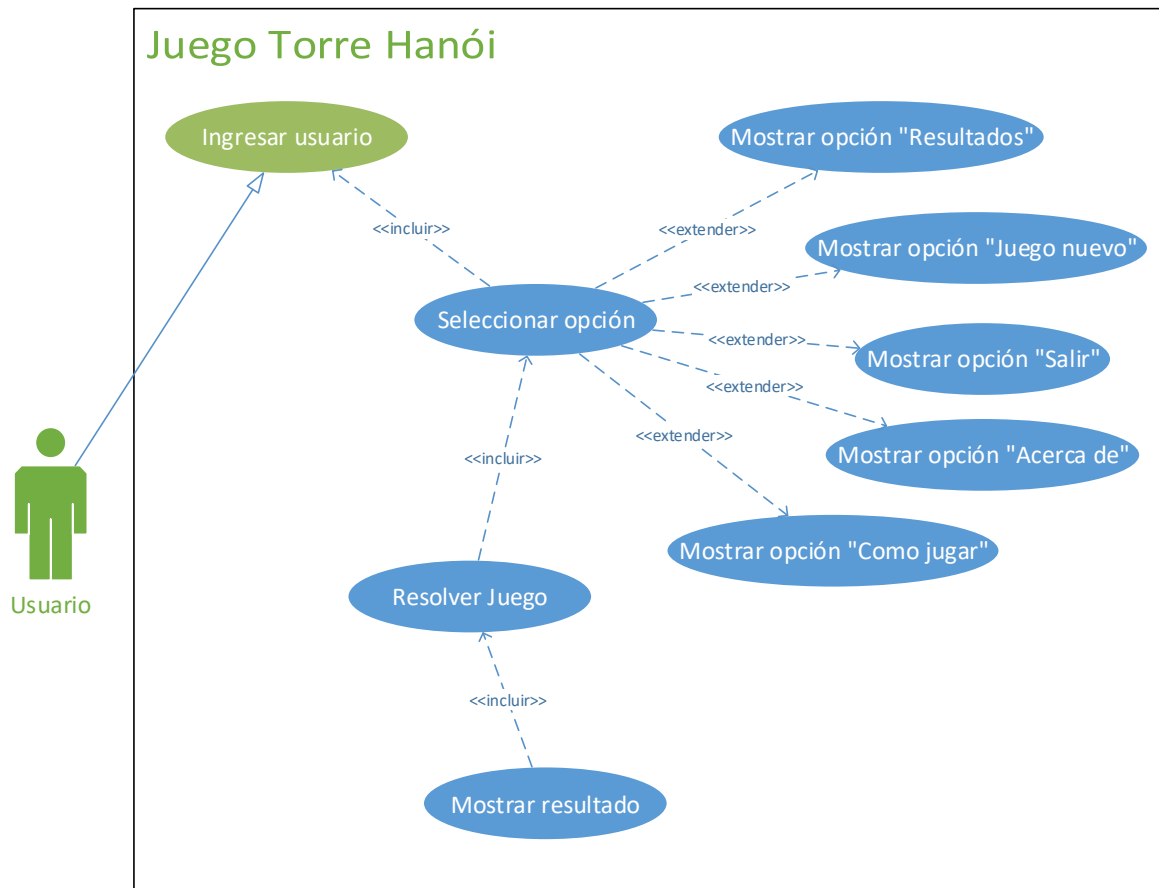 Juego Torre Hanói
Ingresar usuario
Mostrar opción "Resultados"
<<incluir>>
<<extender>>
Mostrar opción "Juego nuevo"
<<extender>>
Seleccionar opción
<<extender>>
Mostrar opción "Salir"
<<extender>>
<<extender>>
Mostrar opción "Acerca de"
<<incluir>>
Mostrar opción "Como jugar"
Resolver Juego
Usuario
<<incluir>>
Mostrar resultado